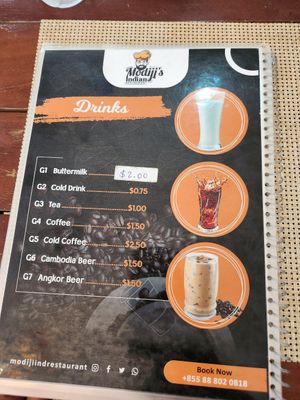 Modiji's
Indian
Drinks
G1 Buttermilk $2.00
G2 Cold Drink $0.75
G3 Tea $1.00
G4 Coffee $1.50
G5 Cold Coffee $2.50
G6 Cambodia Beer $1.50
G7 Angkor Beer $1.50
modijiindrestaurant
Book Now
+855 88 802 0818